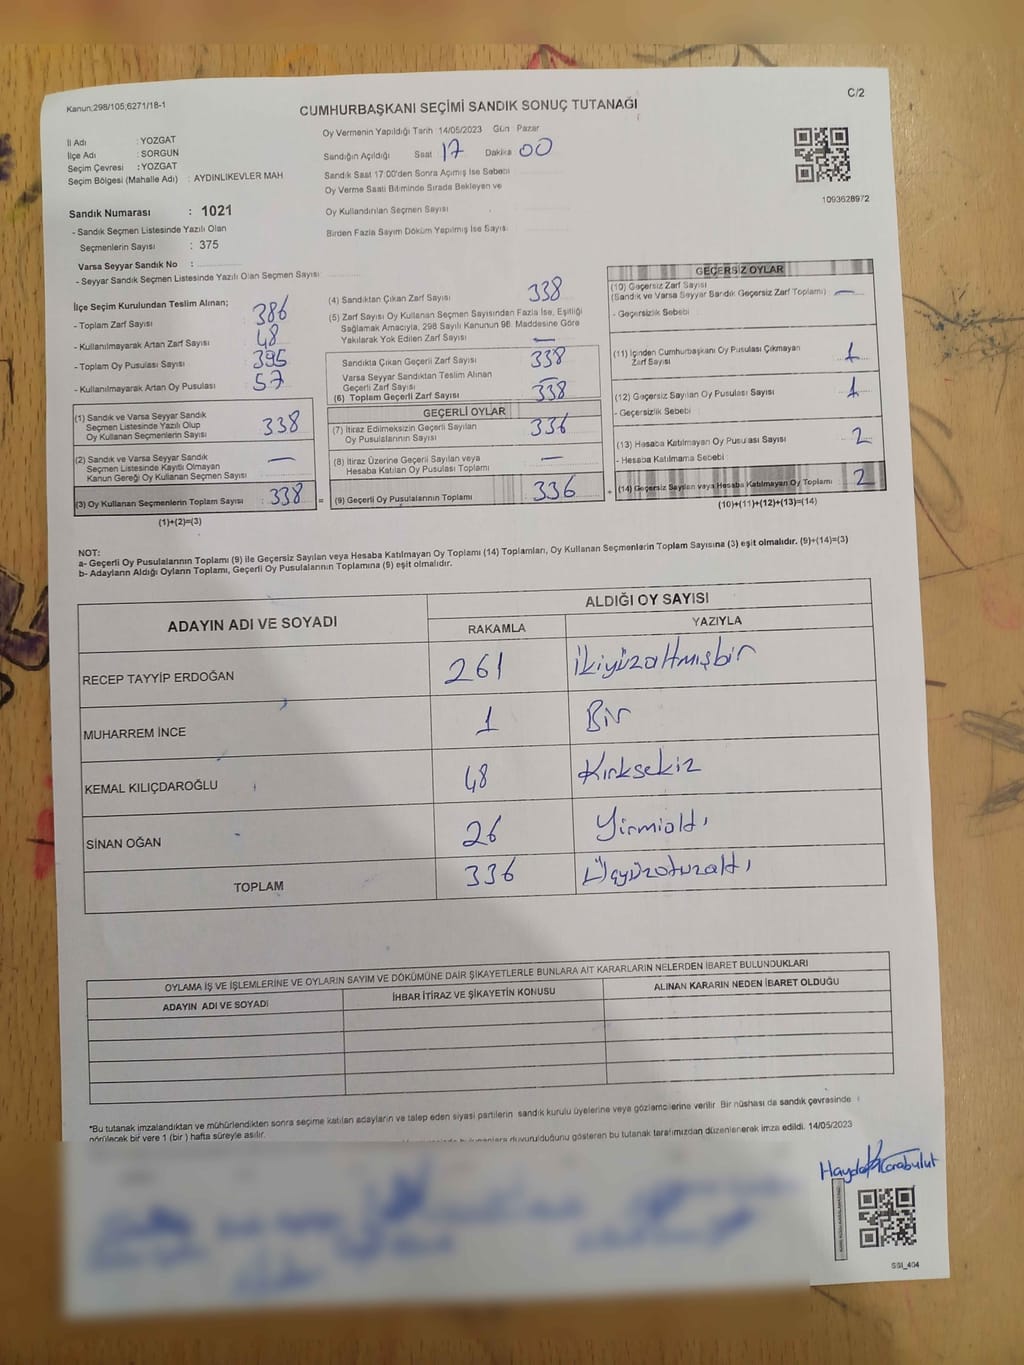 Kanun,298/105,6271/18-1
C/2
CUMHURBAŞKANI SEÇİMİ SANDIK SONUÇ TUTANAĞI
İl Adı : YOZGAT
İlçe Adı : SORGUN
Seçim Çevresi : YOZGAT
Seçim Bölgesi (Mahalle Adı) : AYDINLIKEVLER MAH
Sandık Numarası : 1021
- Sandık Seçmen Listesinde Yazılı Olan
Seçmenlerin Sayısı : 375
Varsa Seyyar Sandık No :
- Seyyar Sandık Seçmen Listesinde Yazılı Olan Seçmen Sayısı
Oy Vermenin Yapıldığı Tarih 14/05/2023 Gün Pazar
Sandığın Açıldığı Saat 17 Dakika 00
Sandık Saat 17:00'den Sonra Açımış İse Sebebi
Oy Verme Saati Bitiminde Sırada Bekleyen ve
Oy Kullandırılan Seçmen Sayısı
Birden Fazla Sayım Döküm Yapılmış İse Sayısı
1093628972
İlçe Seçim Kurulundan Teslim Alınan;
- Toplam Zarf Sayısı 386
- Kullanılmayarak Artan Zarf Sayısı 48
- Toplam Oy Pusulası Sayısı 395
- Kullanılmayarak Artan Oy Pusulası 57
(1) Sandık ve Varsa Seyyar Sandık
Seçmen Listesinde Yazılı Olup
Oy Kullanan Seçmenlerin Sayısı 338
(2) Sandık ve Varsa Seyyar Sandık
Seçmen Listesinde Kayıtlı Olmayan
Kanun Gereği Oy Kullanan Seçmen Sayısı —
(3) Oy Kullanan Seçmenlerin Toplam Sayısı : 338
(1)+(2)=(3)
(4) Sandıktan Çıkan Zarf Sayısı 338
(5) Zarf Sayısı Oy Kullanan Seçmen Sayısından Fazla İse, Eşitliği
Sağlamak Amacıyla, 298 Sayılı Kanunun 98. Maddesine Göre
Yakılarak Yok Edilen Zarf Sayısı —
Sandıkta Çıkan Geçerli Zarf Sayısı 338
Varsa Seyyar Sandıktan Teslim Alınan
Geçerli Zarf Sayısı —
(6) Toplam Geçerli Zarf Sayısı 338
GEÇERLİ OYLAR
(7) İtiraz Edilmeksizin Geçerli Sayılan
Oy Pusulalarının Sayısı 336
(8) İtiraz Üzerine Geçerli Sayılan veya
Hesaba Katılan Oy Pusulası Toplamı —
= (9) Geçerli Oy Pusulalarının Toplamı 336 +
GEÇERSİZ OYLAR
(10) Geçersiz Zarf Sayısı
(Sandık ve Varsa Seyyar Sandık Geçersiz Zarf Toplamı) —
- Geçersizlik Sebebi
(11) İçinden Cumhurbaşkanı Oy Pusulası Çıkmayan
Zarf Sayısı 1
(12) Geçersiz Sayılan Oy Pusulası Sayısı 1
- Geçersizlik Sebebi
(13) Hesaba Katılmayan Oy Pusulası Sayısı 2
- Hesaba Katılmama Sebebi
(14) Geçersiz Sayılan veya Hesaba Katılmayan Oy Toplamı 2
(10)+(11)+(12)+(13)=(14)
NOT:
a- Geçerli Oy Pusulalarının Toplamı (9) ile Geçersiz Sayılan veya Hesaba Katılmayan Oy Toplamı (14) Toplamları, Oy Kullanan Seçmenlerin Toplam Sayısına (3) eşit olmalıdır. (9)+(14)=(3)
b- Adayların Aldığı Oyların Toplamı, Geçerli Oy Pusulalarının Toplamına (9) eşit olmalıdır.
ADAYIN ADI VE SOYADI
ALDIĞI OY SAYISI
RAKAMLA YAZIYLA
RECEP TAYYİP ERDOĞAN 261 İkiyüzaltmışbir
MUHARREM İNCE 1 Bir
KEMAL KILIÇDAROĞLU 48 Kırksekiz
SİNAN OĞAN 26 Yirmialtı
TOPLAM 336 Üçyüzotuzaltı
OYLAMA İŞ VE İŞLEMLERİNE VE OYLARIN SAYIM VE DÖKÜMÜNE DAİR ŞİKAYETLERLE BUNLARA AİT KARARLARIN NELERDEN İBARET BULUNDUKLARI
ADAYIN ADI VE SOYADI İHBAR İTİRAZ VE ŞİKAYETİN KONUSU ALINAN KARARIN NEDEN İBARET OLDUĞU
*Bu tutanak imzalandıktan ve mühürlendikten sonra seçime katılan adayların ve talep eden siyasi partilerin sandık kurulu üyelerine veya gözlemcilerine verilir Bir nüshası da sandık çevresinde
görülecek bir yere 1 (bir) hafta süreyle asılır.
duyurulduğunu gösteren bu tutanak tarafımızdan düzenlenerek imza edildi. 14/05/2023
Karabulut
SSI_404